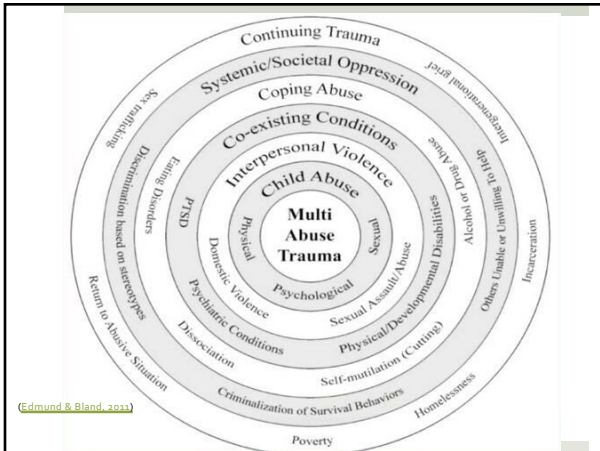 Continuing Trauma
Intergenerational grief
Incarceration
Homelessness
Poverty
Return to Abusive Situation
Sex trafficking
Systemic/Societal Oppression
Others Unable or Unwilling To Help
Criminalization of Survival Behaviors
Discrimination based on stereotypes
Coping Abuse
Alcohol or Drug Abuse
Self-mutilation (Cutting)
Dissociation
Eating Disorders
Co-existing Conditions
Physical/Developmental Disabilities
Psychiatric Conditions
PTSD
Interpersonal Violence
Sexual Assault/Abuse
Domestic Violence
Child Abuse
Sexual
Psychological
Physical
Multi
Abuse
Trauma
(Edmund & Bland, 2011)